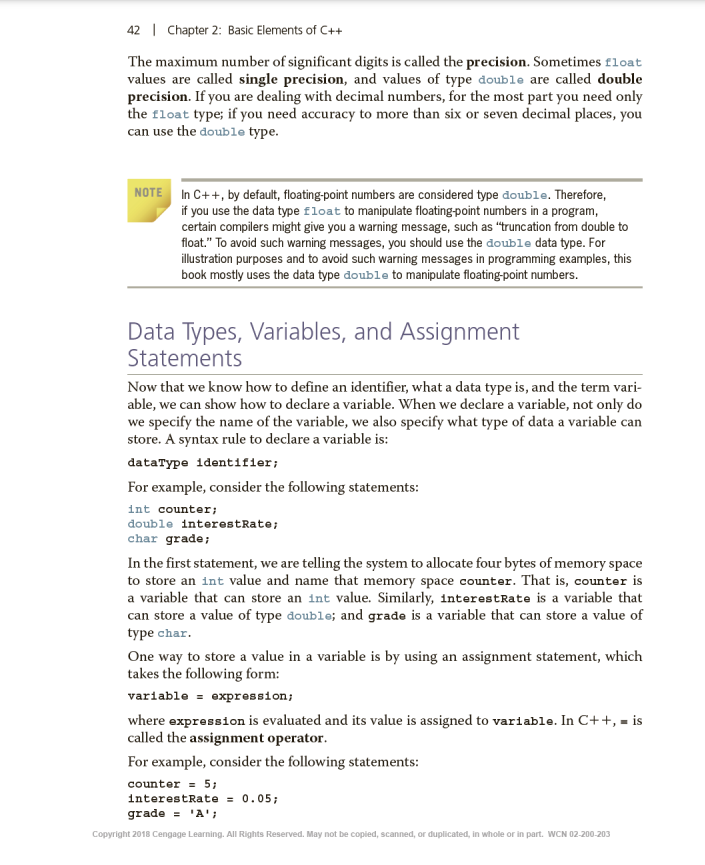 42 | Chapter 2: Basic Elements of C++
The maximum number of significant digits is called the precision. Sometimes float
values are called single precision, and values of type double are called double
precision. If you are dealing with decimal numbers, for the most part you need only
the float type; if you need accuracy to more than six or seven decimal places, you
can use the double type.
NOTE
In C++, by default, floating-point numbers are considered type double. Therefore,
if you use the data type float to manipulate floating-point numbers in a program,
certain compilers might give you a warning message, such as “truncation from double to
float.” To avoid such warning messages, you should use the double data type. For
illustration purposes and to avoid such warning messages in programming examples, this
book mostly uses the data type double to manipulate floating-point numbers.
Data Types, Variables, and Assignment
Statements
Now that we know how to define an identifier, what a data type is, and the term vari-
able, we can show how to declare a variable. When we declare a variable, not only do
we specify the name of the variable, we also specify what type of data a variable can
store. A syntax rule to declare a variable is:
dataType identifier;
For example, consider the following statements:
int counter;
double interestRate;
char grade;
In the first statement, we are telling the system to allocate four bytes of memory space
to store an int value and name that memory space counter. That is, counter is
a variable that can store an int value. Similarly, interestRate is a variable that
can store a value of type double; and grade is a variable that can store a value of
type char.
One way to store a value in a variable is by using an assignment statement, which
takes the following form:
variable = expression;
where expression is evaluated and its value is assigned to variable. In C++, = is
called the assignment operator.
For example, consider the following statements:
counter = 5;
interestRate = 0.05;
grade = 'A';
Copyright 2018 Cengage Learning. All Rights Reserved. May not be copied, scanned, or duplicated, in whole or in part. WCN 02-200-203